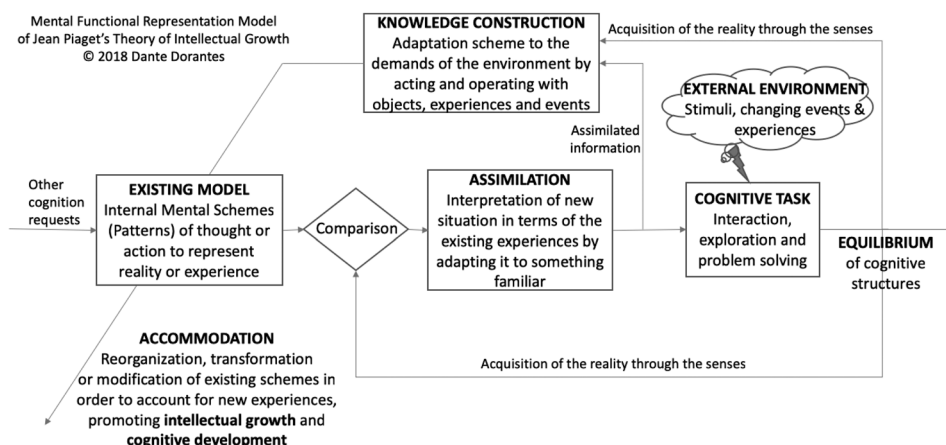 Mental Functional Representation Model
of Jean Piaget's Theory of Intellectual Growth
© 2018 Dante Dorantes
KNOWLEDGE CONSTRUCTION
Adaptation scheme to the
demands of the environment by
acting and operating with
objects, experiences and events
Acquisition of the reality through the senses
EXTERNAL ENVIRONMENT
Stimuli, changing events &
experiences
Assimilated
information
Other
cognition
requests
EXISTING MODEL
Internal Mental Schemes
(Patterns) of thought or
action to represent
reality or experience
Comparison
ASSIMILATION
Interpretation of new
situation in terms of the
existing experiences by
adapting it to something
familiar
COGNITIVE TASK
Interaction,
exploration and
problem solving
EQUILIBRIUM
of cognitive
structures
ACCOMMODATION
Reorganization, transformation
or modification of existing schemes in
order to account for new experiences,
promoting intellectual growth and
cognitive development
Acquisition of the reality through the senses